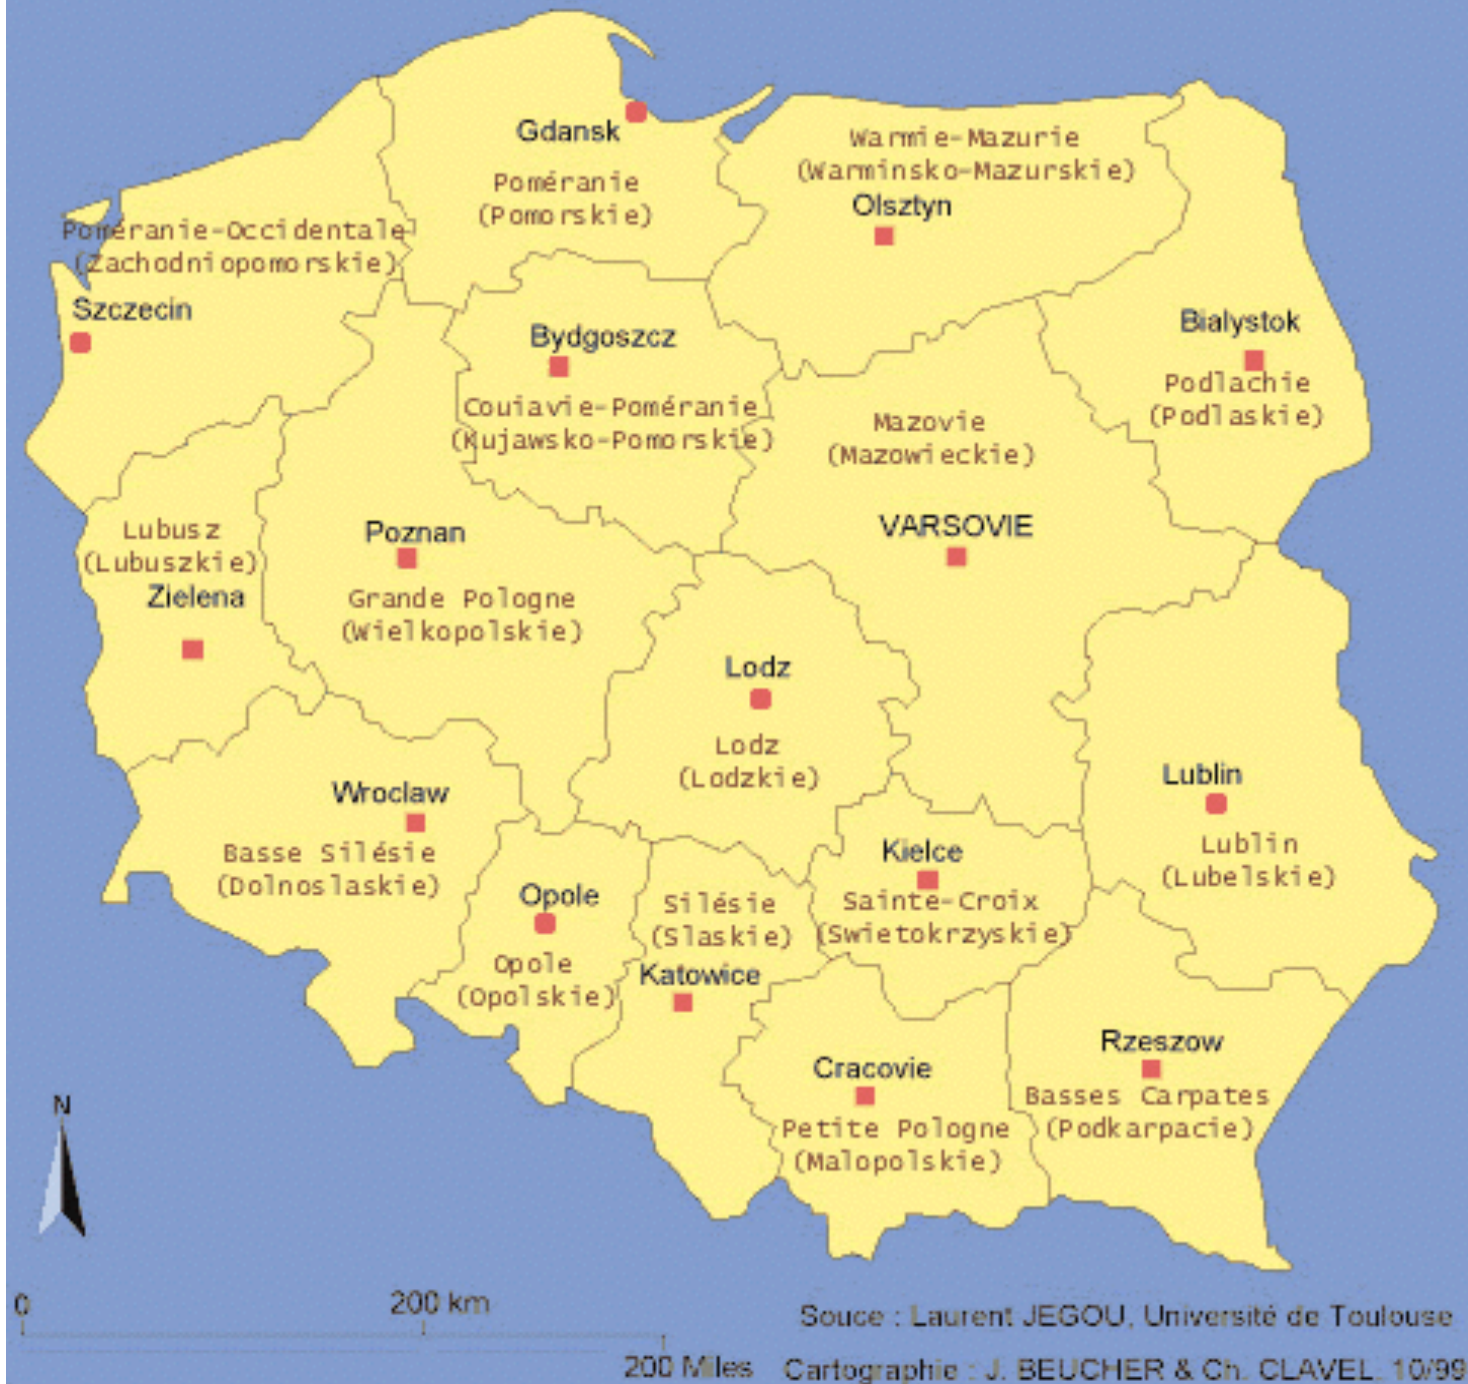 Gdansk
Poméranie
(Pomorskie)
Warmie-Mazurie
(Warminsko-Mazurskie)
Olsztyn
Poméranie-Occidentale
(Zachodniopomorskie)
Szczecin
Bydgoszcz
Couiavie-Poméranie
(Kujawsko-Pomorskie)
Bialystok
Podlachie
(Podlaskie)
Mazovie
(Mazowieckie)
VARSOVIE
Lubusz
(Lubuszkie)
Zielena
Poznan
Grande Pologne
(Wielkopolskie)
Lodz
Lodz
(Lodzkie)
Lublin
Lublin
(Lubelskie)
Wroclaw
Basse Silésie
(Dolnoslaskie)
Opole
Opole
(Opolskie)
Silésie
(Slaskie)
Katowice
Kielce
Sainte-Croix
(Swietokrzyskie)
Cracovie
Petite Pologne
(Malopolskie)
Rzeszow
Basses Carpates
(Podkarpacie)
N
0
200 km
200 Miles
Souce : Laurent JEGOU, Université de Toulouse
Cartographie : J. BEUCHER & Ch. CLAVEL, 10/99